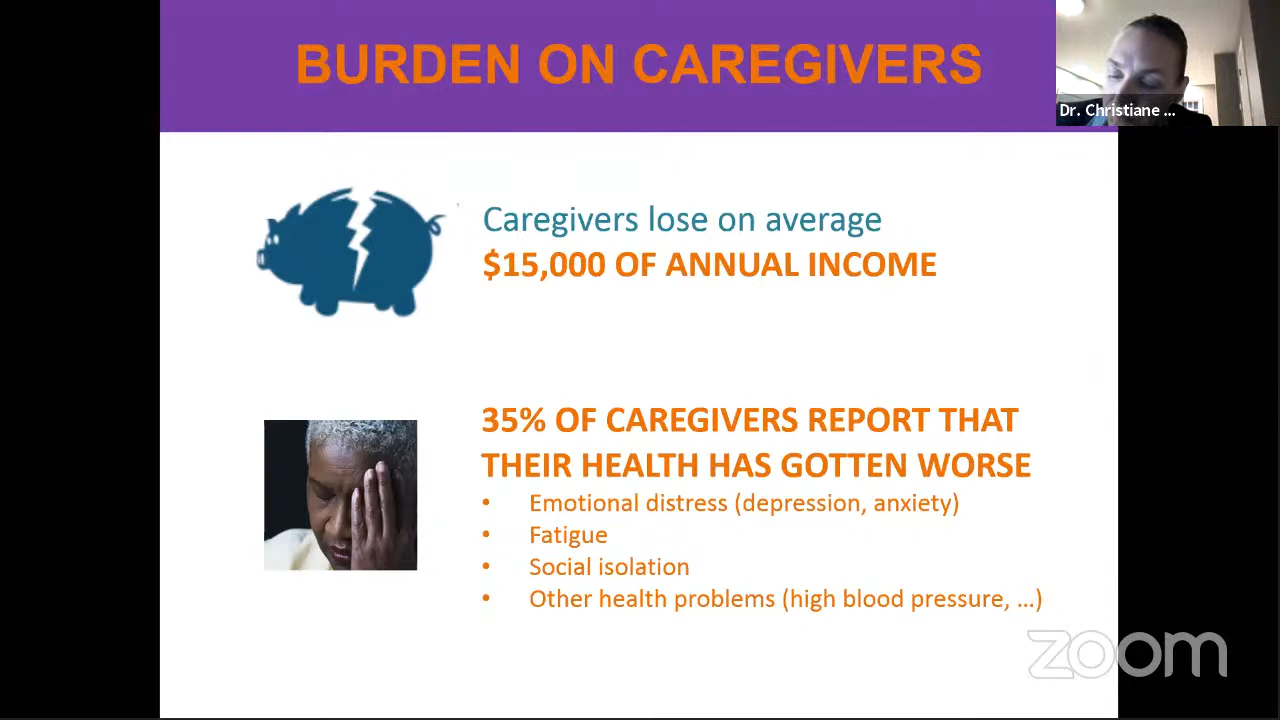 BURDEN ON CAREGIVERS
Dr. Christiane ...
Caregivers lose on average
$15,000 OF ANNUAL INCOME
35% OF CAREGIVERS REPORT THAT
THEIR HEALTH HAS GOTTEN WORSE
• Emotional distress (depression, anxiety)
• Fatigue
• Social isolation
• Other health problems (high blood pressure, ...)
zoom